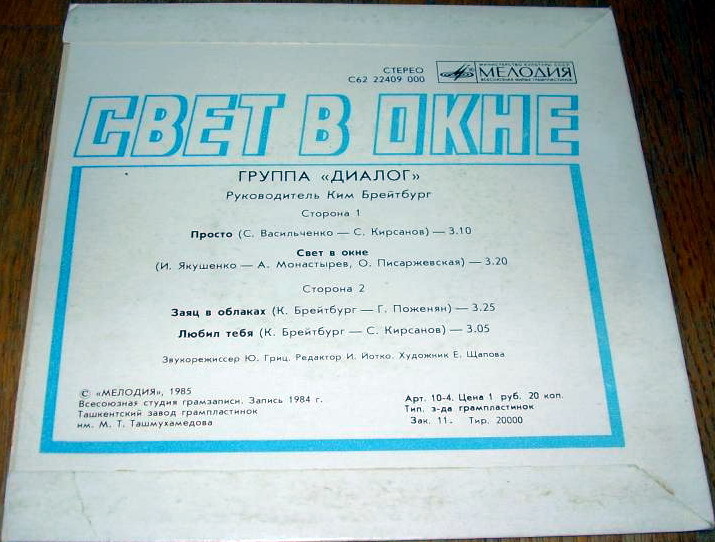 СТЕРЕО
С62 22409 000
МИНИСТЕРСТВО КУЛЬТУРЫ СССР
МЕЛОДИЯ
ВСЕСОЮЗНАЯ ФИРМА ГРАМПЛАСТИНОК
СВЕТ В ОКНЕ
ГРУППА «ДИАЛОГ»
Руководитель Ким Брейтбург
Сторона 1
Просто (С. Васильченко — С. Кирсанов) — 3.10
Свет в окне
(И. Якушенко — А. Монастырев, О. Писаржевская) — 3.20
Сторона 2
Заяц в облаках (К. Брейтбург — Г. Поженян) — 3.25
Любил тебя (К. Брейтбург — С. Кирсанов) — 3.05
Звукорежиссер Ю. Гриц. Редактор И. Йотко. Художник Е. Щапова
© «МЕЛОДИЯ», 1985
Всесоюзная студия грамзаписи. Запись 1984 г.
Ташкентский завод грампластинок
им. М. Т. Ташмухамедова
Арт. 10-4. Цена 1 руб. 20 коп.
Тип. з-да грампластинок
Зак. 11. Тир. 20000